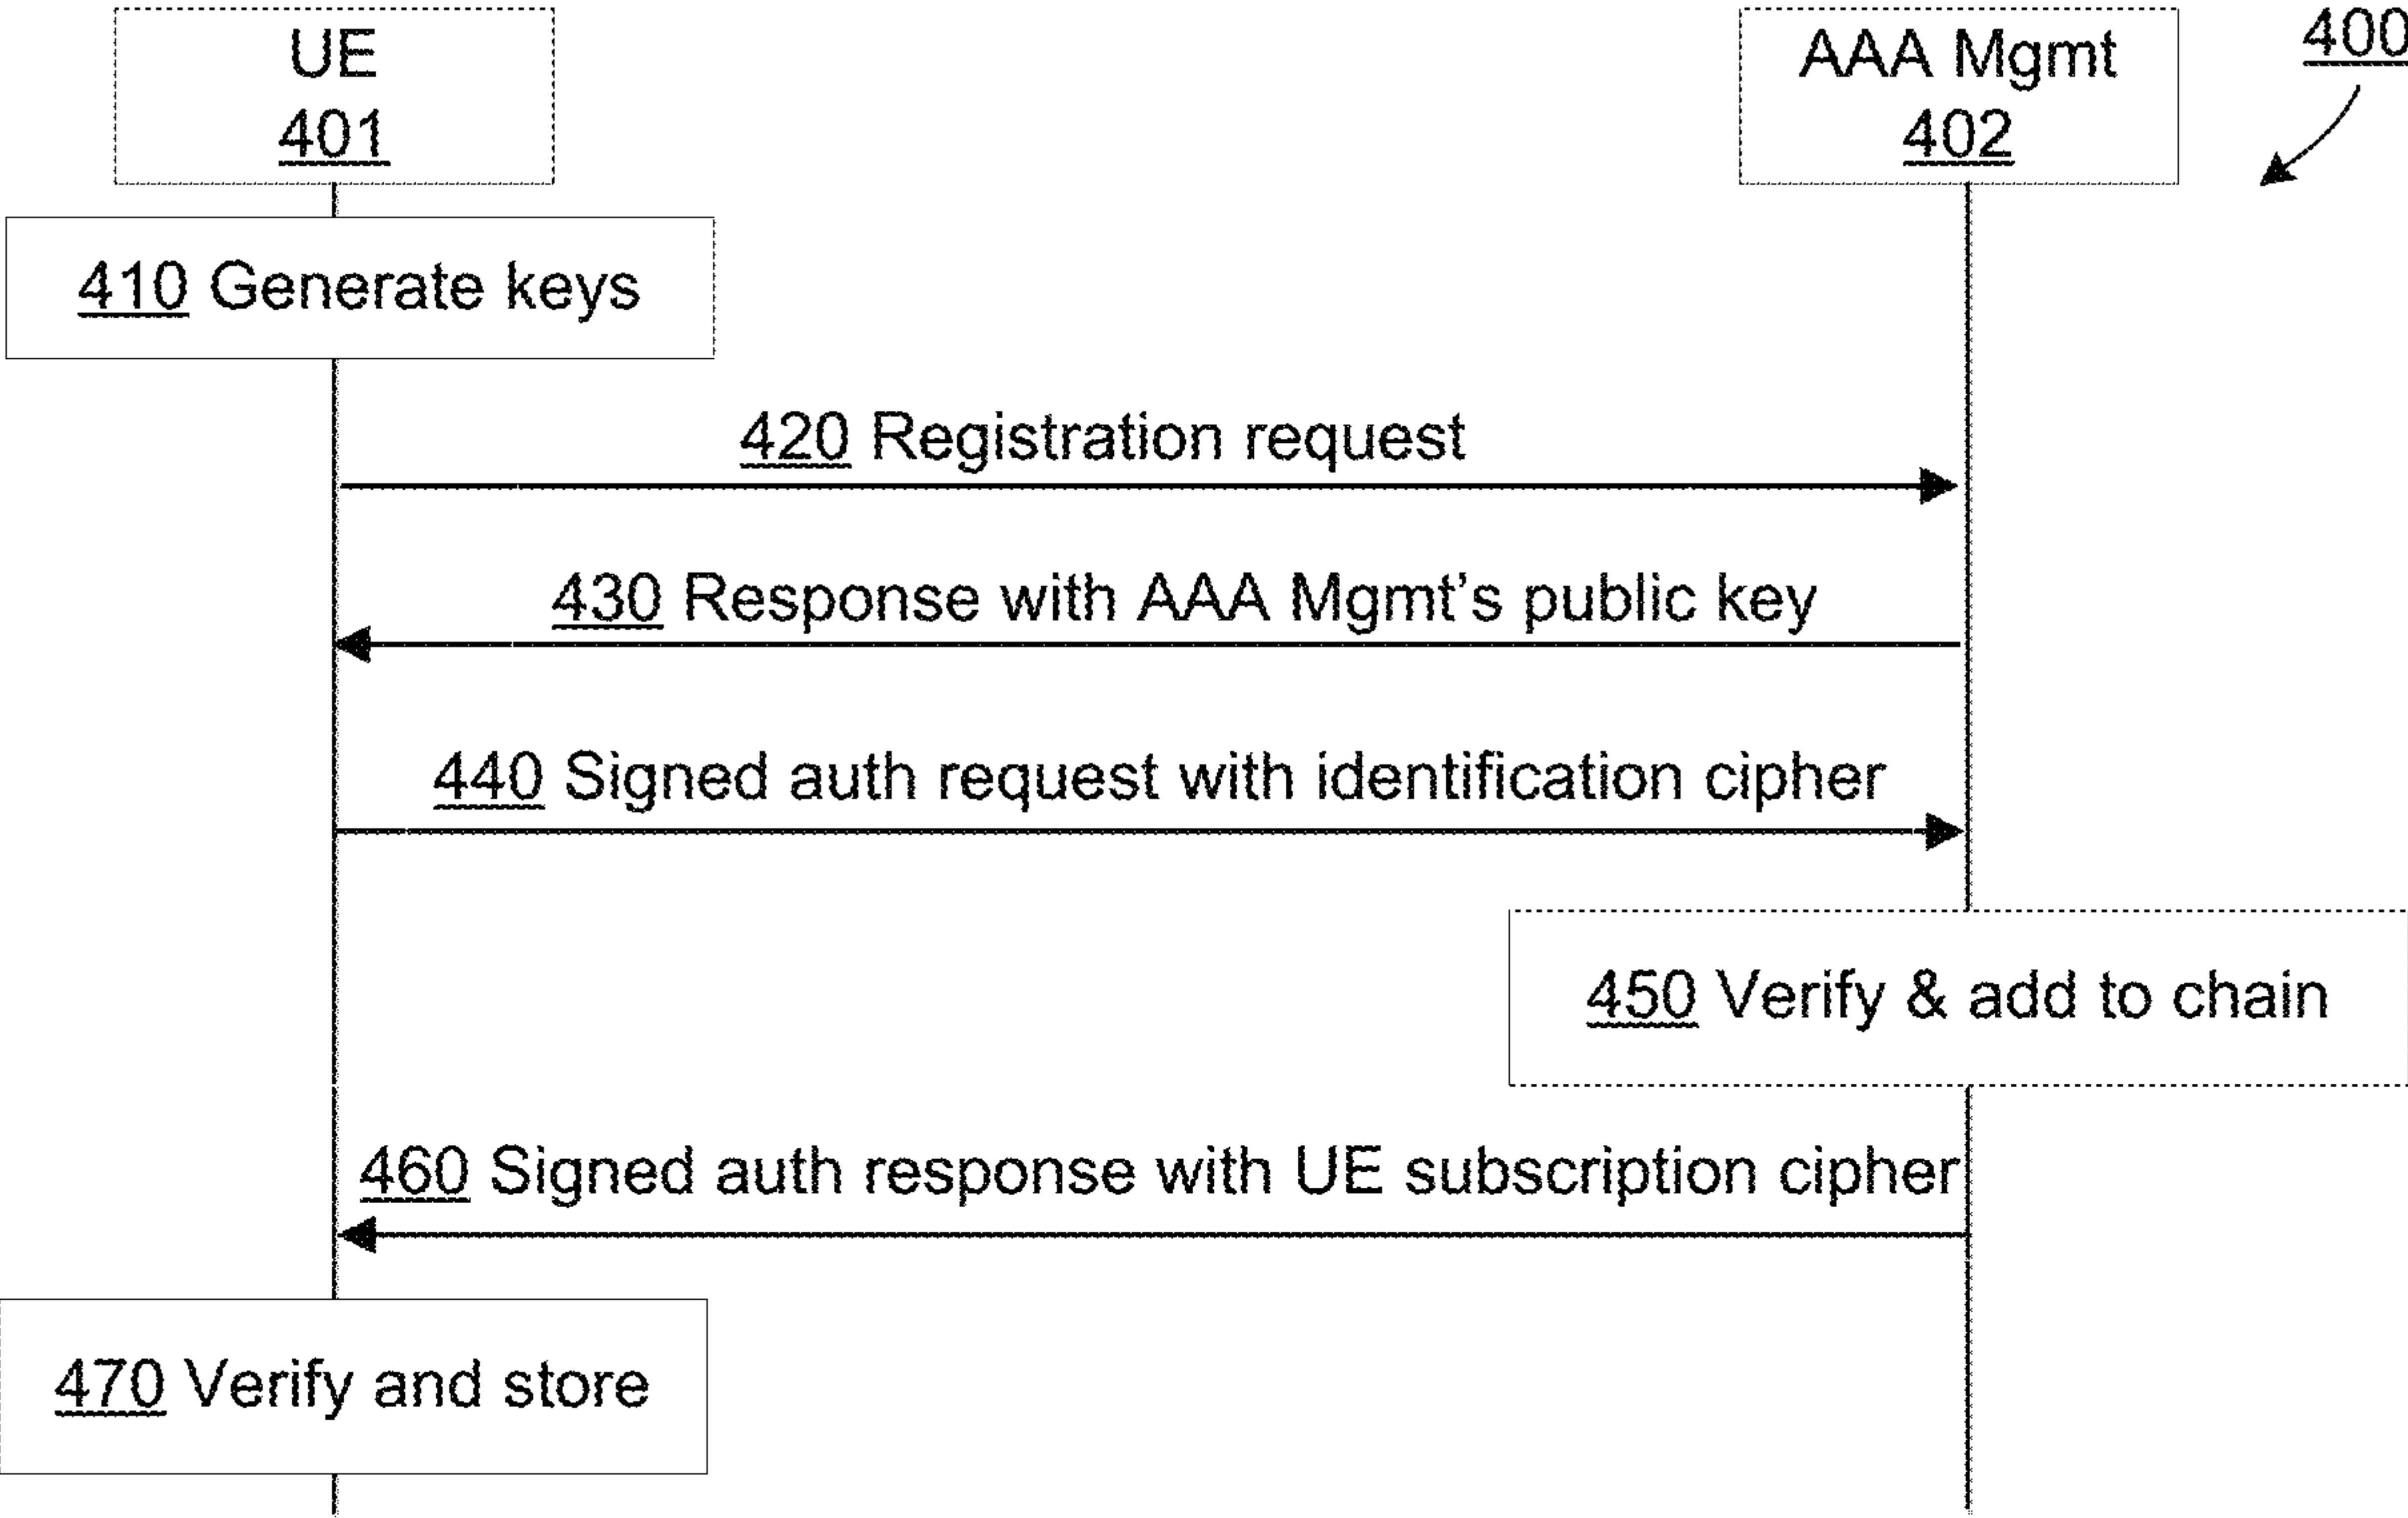 UE
401
AAA Mgmt
402
400
410 Generate keys
420 Registration request
430 Response with AAA Mgmt's public key
440 Signed auth request with identification cipher
450 Verify & add to chain
460 Signed auth response with UE subscription cipher
470 Verify and store